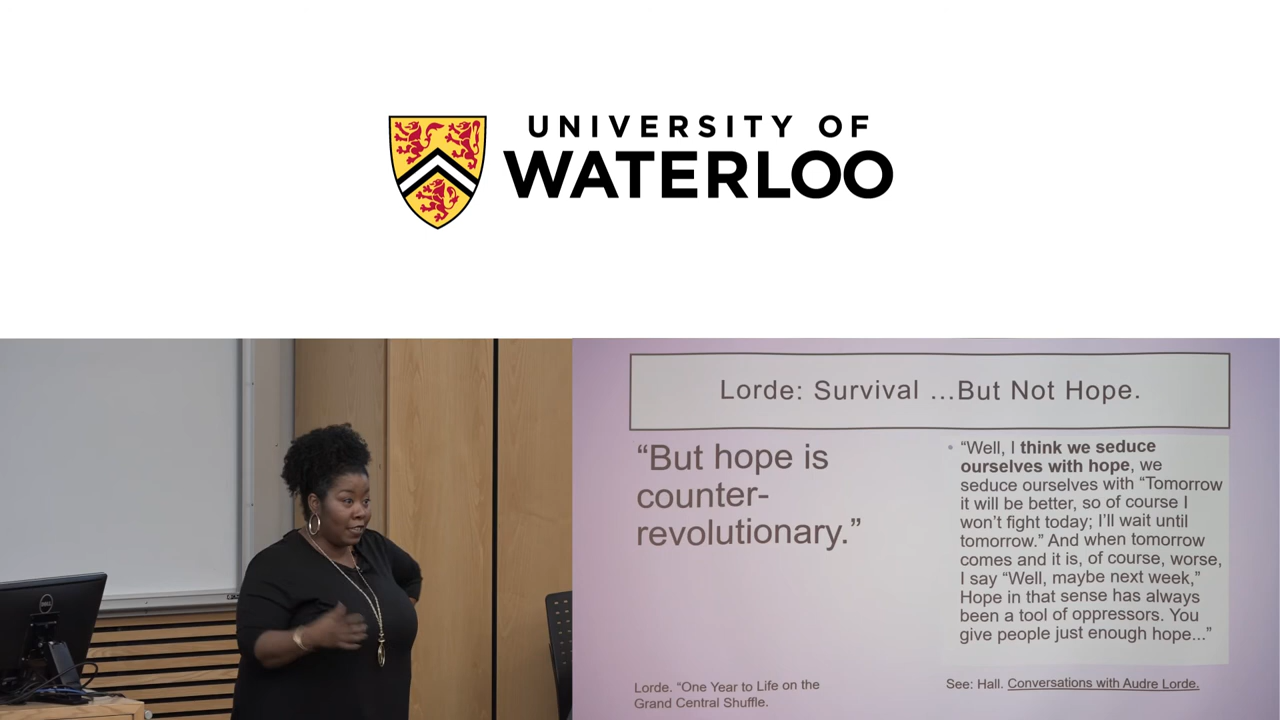 UNIVERSITY OF
WATERLOO
Lorde: Survival ...But Not Hope.
“But hope is
counter-
revolutionary.”
Lorde. “One Year to Life on the
Grand Central Shuffle.
• “Well, I think we seduce
ourselves with hope, we
seduce ourselves with “Tomorrow
it will be better, so of course I
won’t fight today; I’ll wait until
tomorrow.” And when tomorrow
comes and it is, of course, worse,
I say “Well, maybe next week,”
Hope in that sense has always
been a tool of oppressors. You
give people just enough hope...”
See: Hall. Conversations with Audre Lorde.
DELL